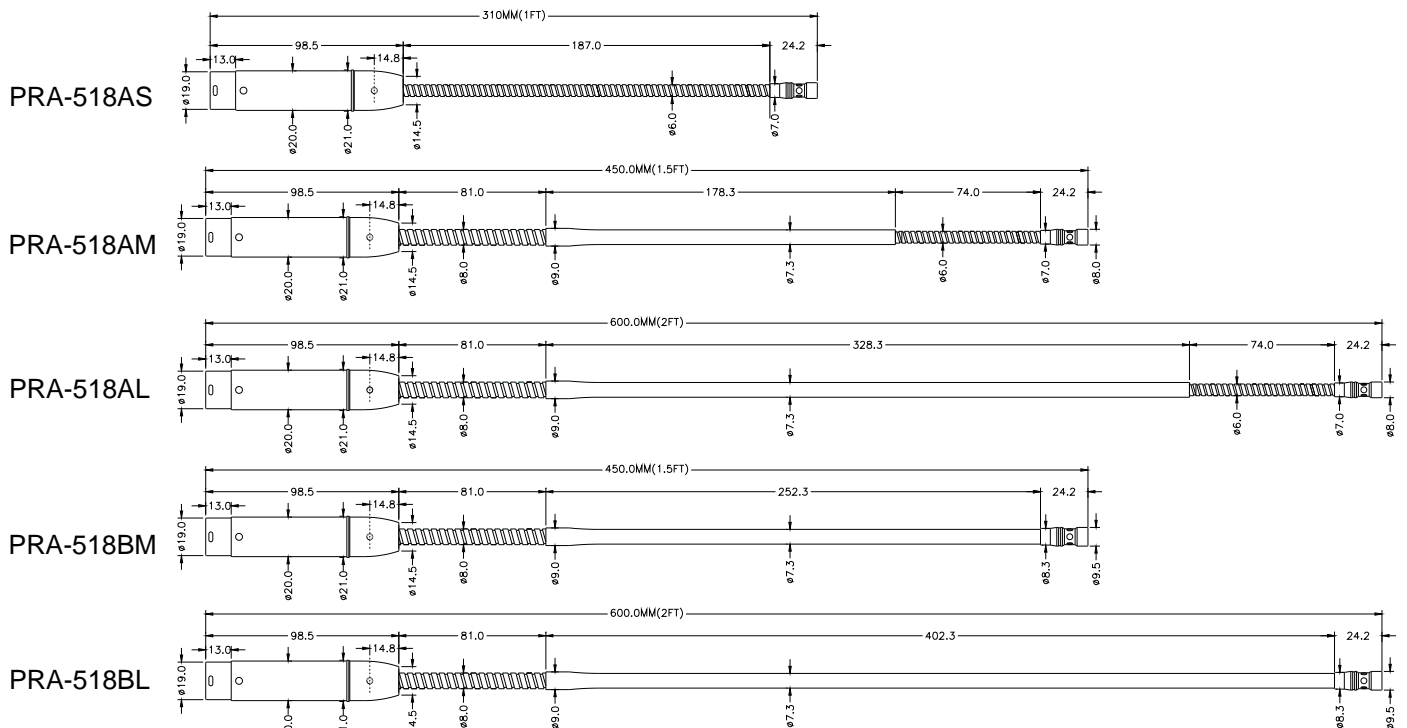 310MM(1FT)
98.5 187.0 24.2
13.0 14.8
PRA-518AS
ø19.0 ø20.0 ø21.0 ø14.5 ø6.0 ø7.0
450.0MM(1.5FT)
98.5 81.0 178.3 74.0 24.2
13.0 14.8
PRA-518AM
ø19.0 ø20.0 ø21.0 ø14.5 ø8.0 ø9.0 ø7.3 ø6.0 ø7.0 ø8.0
600.0MM(2FT)
98.5 81.0 328.3 74.0 24.2
13.0 14.8
PRA-518AL
ø19.0 ø20.0 ø21.0 ø14.5 ø8.0 ø9.0 ø7.3 ø6.0 ø7.0 ø8.0
450.0MM(1.5FT)
98.5 81.0 252.3 24.2
13.0 14.8
PRA-518BM
ø19.0 ø20.0 ø21.0 ø14.5 ø8.0 ø9.0 ø7.3 ø8.3 ø9.5
600.0MM(2FT)
98.5 81.0 402.3 24.2
13.0 14.8
PRA-518BL
ø19.0 ø8.0 ø9.0 ø7.3 ø8.3 ø9.5